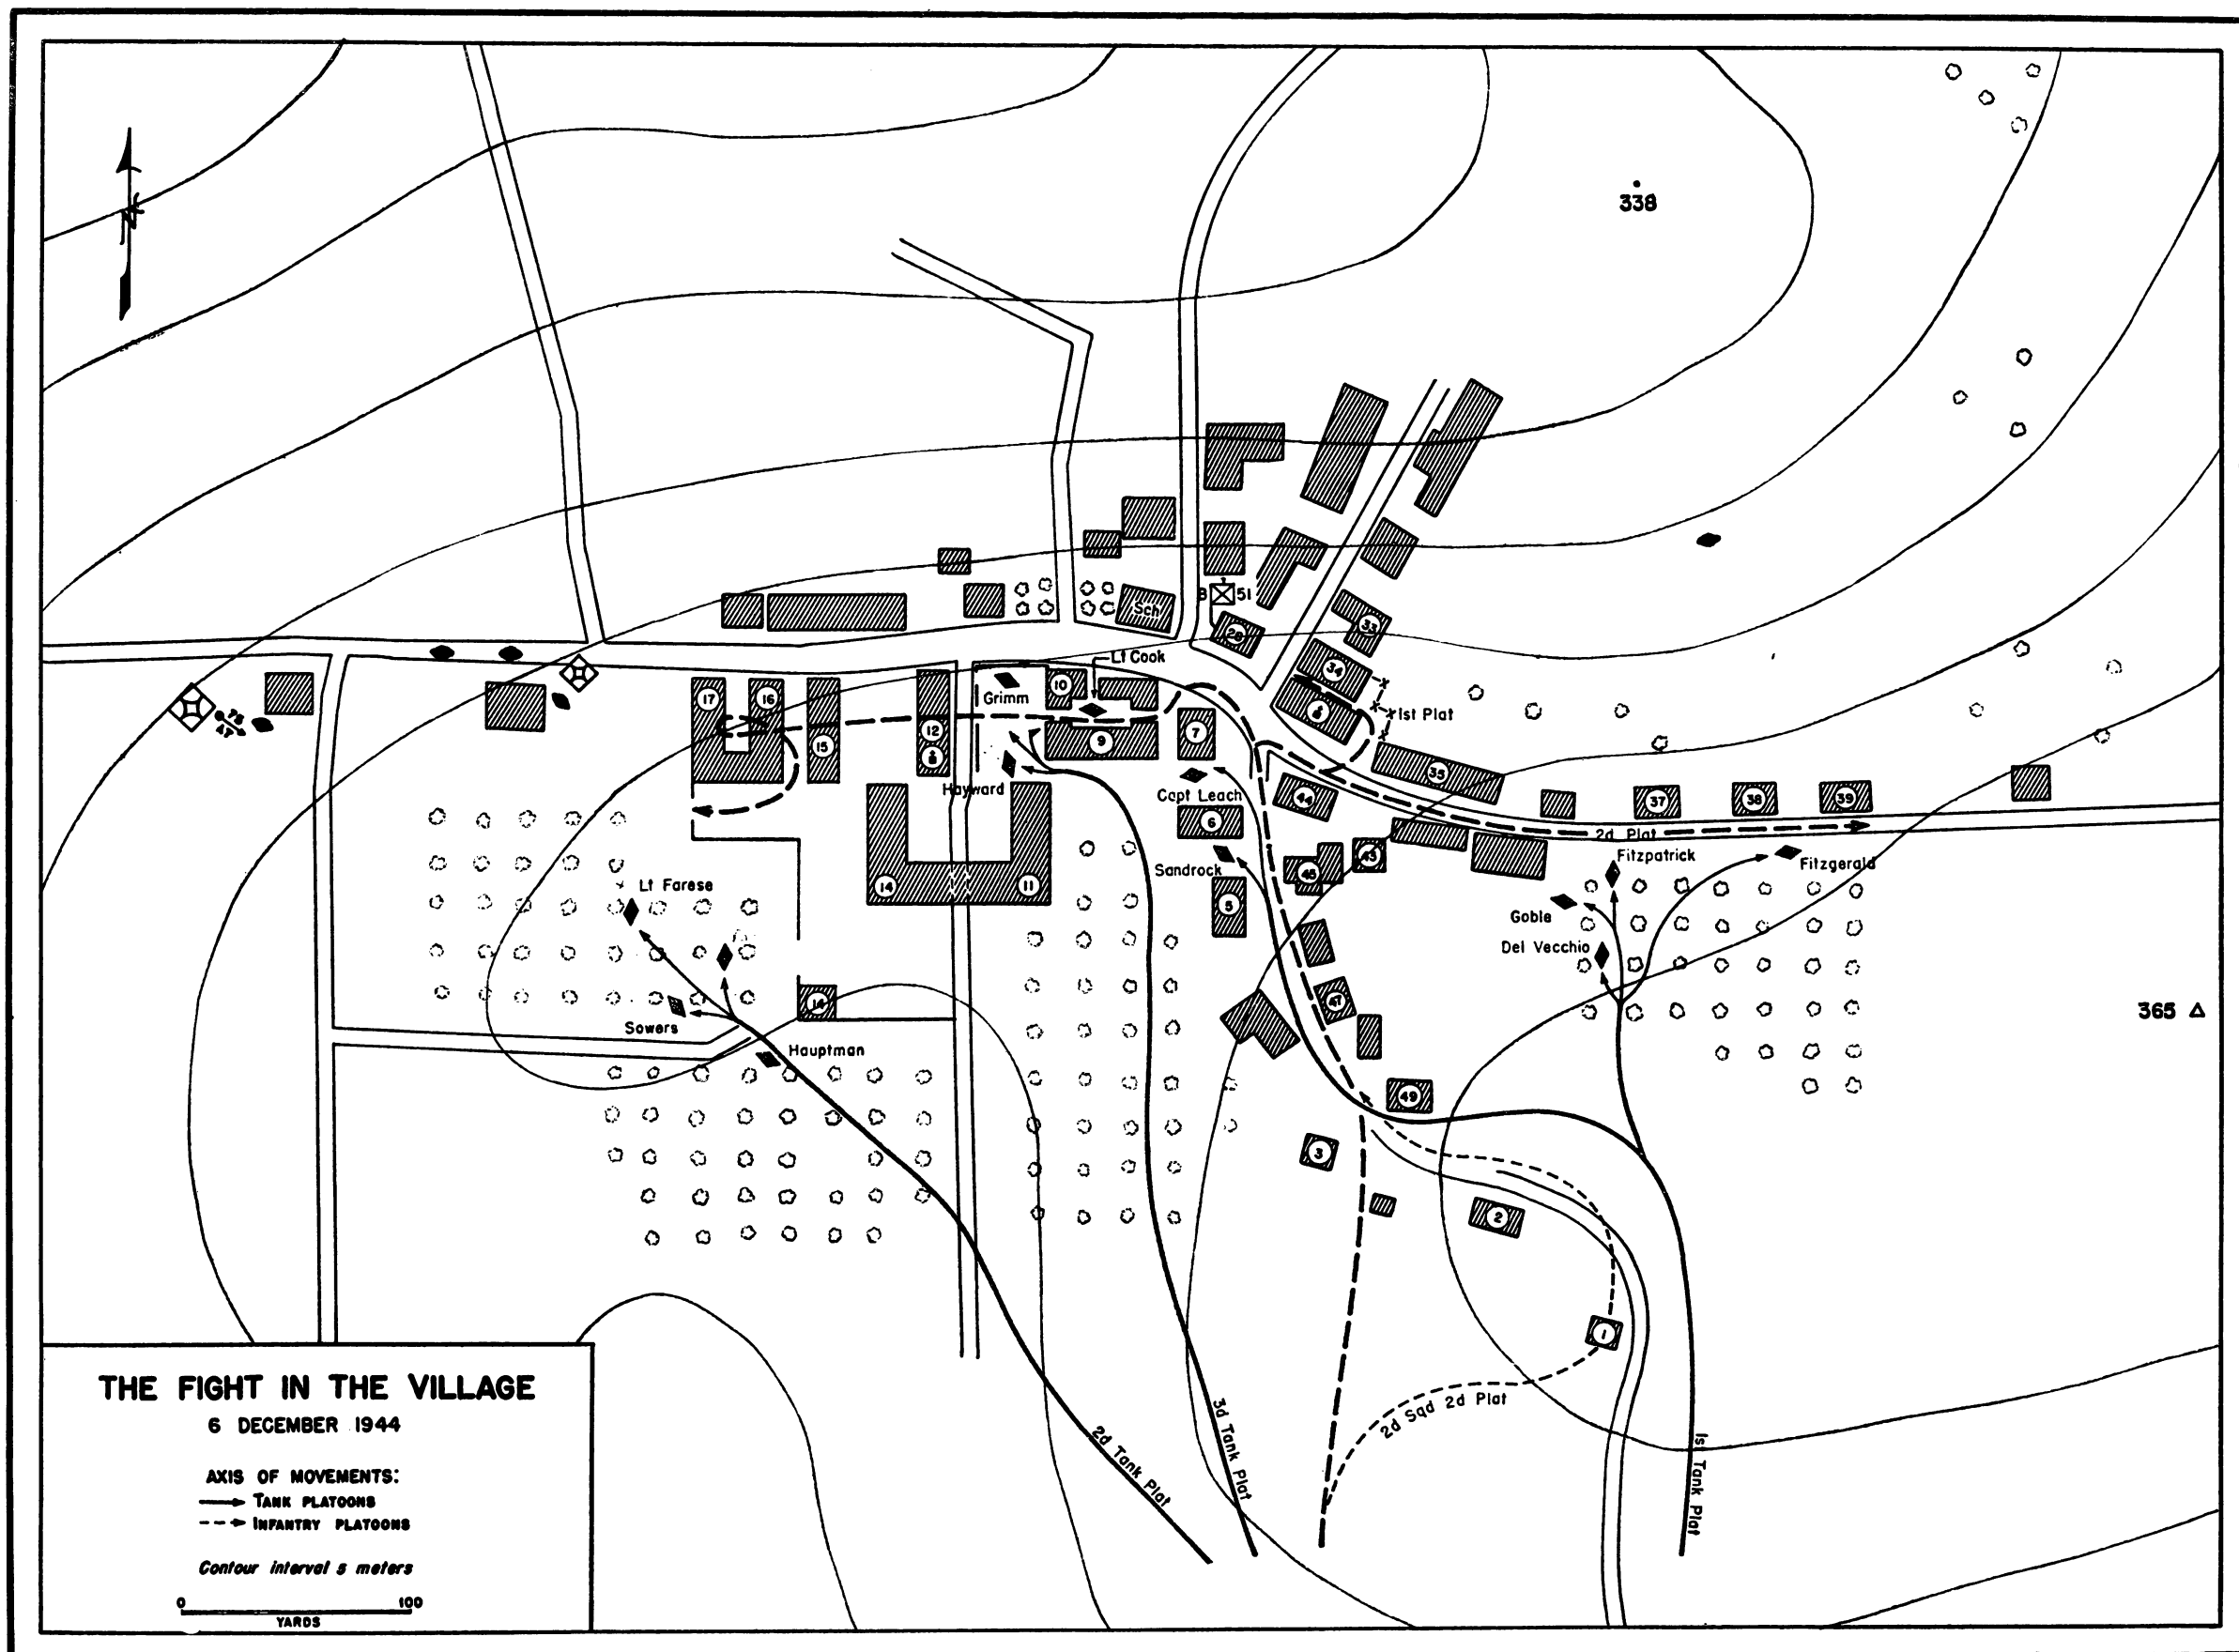 N
338
Sch
B 51
28
33
34
Lt Cook
10
Grimm
17
16
15
12
9
7
1st Plat
35
75
AT
Hayward
Capt Leach
44
6
37
38
39
2d Plat
Sandrock
43
45
Fitzpatrick
Fitzgerald
14
11
5
Lt Farese
Goble
Del Vecchio
14
47
365
Sowers
Hauptman
49
3
2
1
2d Sqd 2d Plat
2d Tank Plat
3d Tank Plat
1st Tank Plat
THE FIGHT IN THE VILLAGE
6 DECEMBER 1944
AXIS OF MOVEMENTS:
TANK PLATOONS
INFANTRY PLATOONS
Contour interval 5 meters
0 100
YARDS